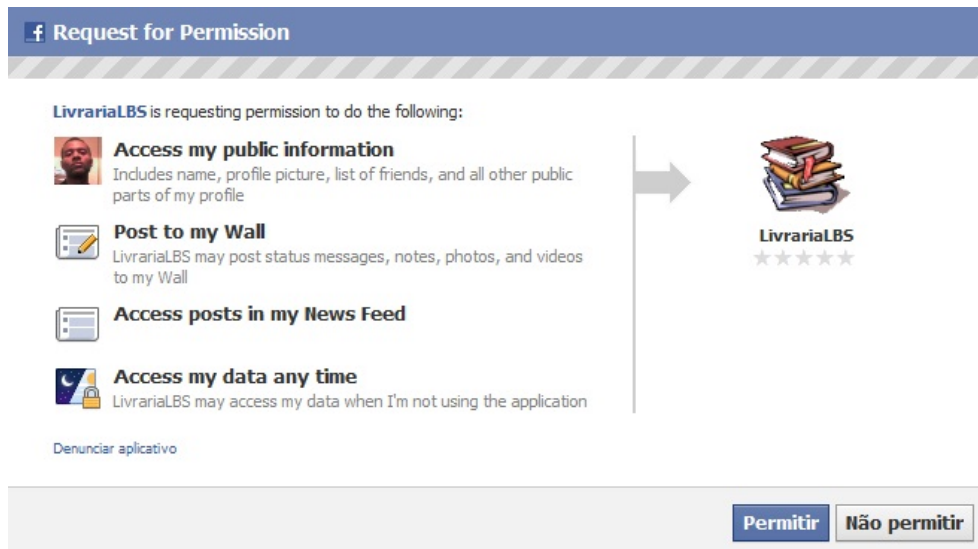 Request for Permission
LivrariaLBS is requesting permission to do the following:
Access my public information
Includes name, profile picture, list of friends, and all other public
parts of my profile
Post to my Wall
LivrariaLBS may post status messages, notes, photos, and videos
to my Wall
Access posts in my News Feed
Access my data any time
LivrariaLBS may access my data when I'm not using the application
LivrariaLBS
Denunciar aplicativo
Permitir
Não permitir